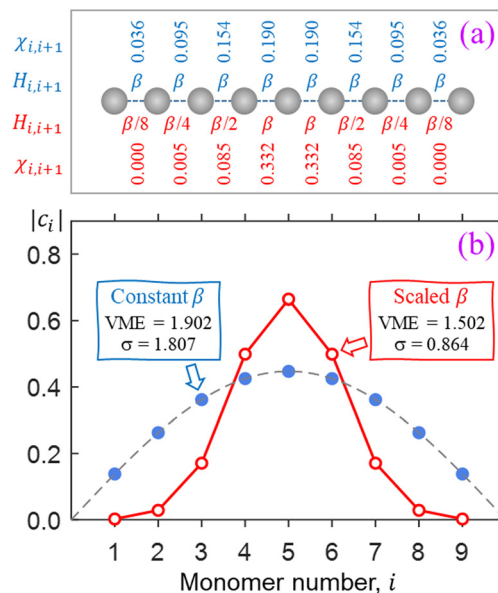 χi,i+1 0.036 0.095 0.154 0.190 0.190 0.154 0.095 0.036 (a)
Hi,i+1 β β β β β β β β
Hi,i+1 β/8 β/4 β/2 β β β/2 β/4 β/8
χi,i+1 0.000 0.005 0.085 0.332 0.332 0.085 0.005 0.000
|ci| (b)
0.8
Constant β
VME = 1.902
σ = 1.807
Scaled β
VME = 1.502
σ = 0.864
0.6
0.4
0.2
0.0
1 2 3 4 5 6 7 8 9
Monomer number, i